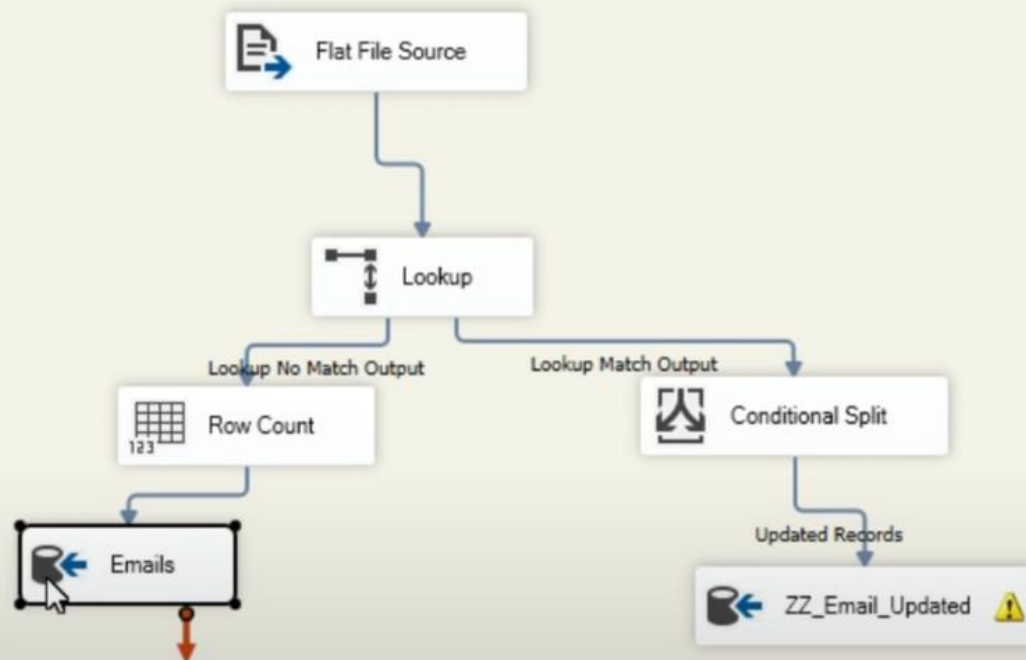 Flat File Source
Lookup
Lookup No Match Output
Lookup Match Output
Row Count
123
Conditional Split
Updated Records
Emails
ZZ_Email_Updated